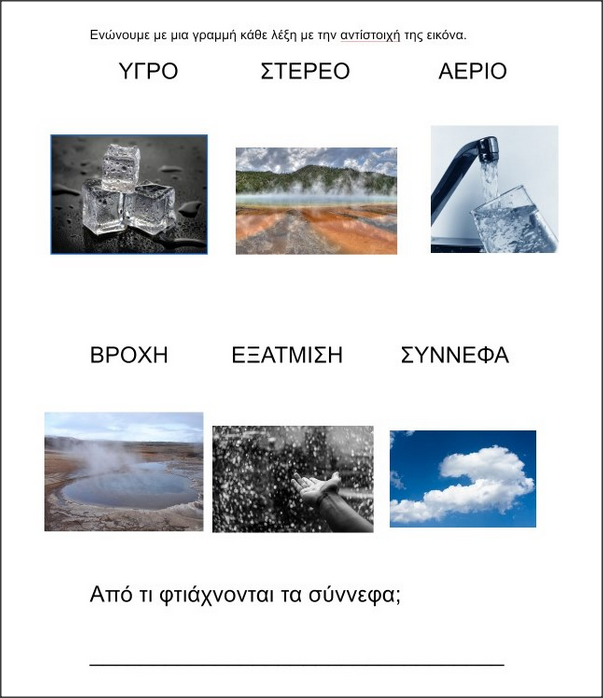 Ενώνουμε με μια γραμμή κάθε λέξη με την αντίστοιχή της εικόνα.
ΥΓΡΟ ΣΤΕΡΕΟ ΑΕΡΙΟ
ΒΡΟΧΗ ΕΞΑΤΜΙΣΗ ΣΥΝΝΕΦΑ
Από τι φτιάχνονται τα σύννεφα;